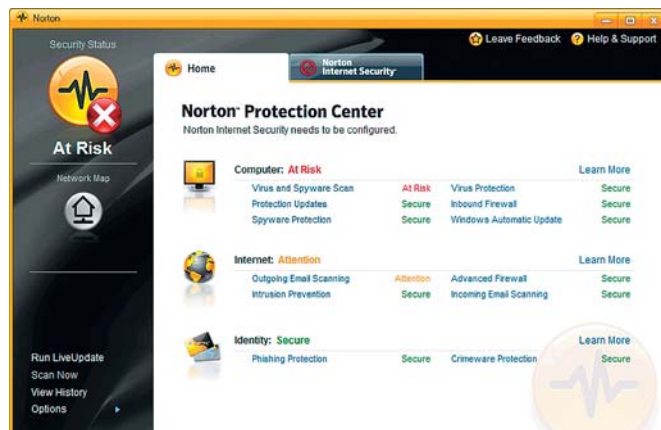 Norton
Security Status
At Risk
Network Map
Run LiveUpdate
Scan Now
View History
Options
Leave Feedback ? Help & Support
Home
Norton
Internet Security™
Norton™ Protection Center
Norton Internet Security needs to be configured.
Computer: At Risk Learn More
Virus and Spyware Scan At Risk Virus Protection Secure
Protection Updates Secure Inbound Firewall Secure
Spyware Protection Secure Windows Automatic Update Secure
Internet: Attention Learn More
Outgoing Email Scanning Attention Advanced Firewall Secure
Intrusion Prevention Secure Incoming Email Scanning Secure
Identity: Secure Learn More
Phishing Protection Secure Crimeware Protection Secure